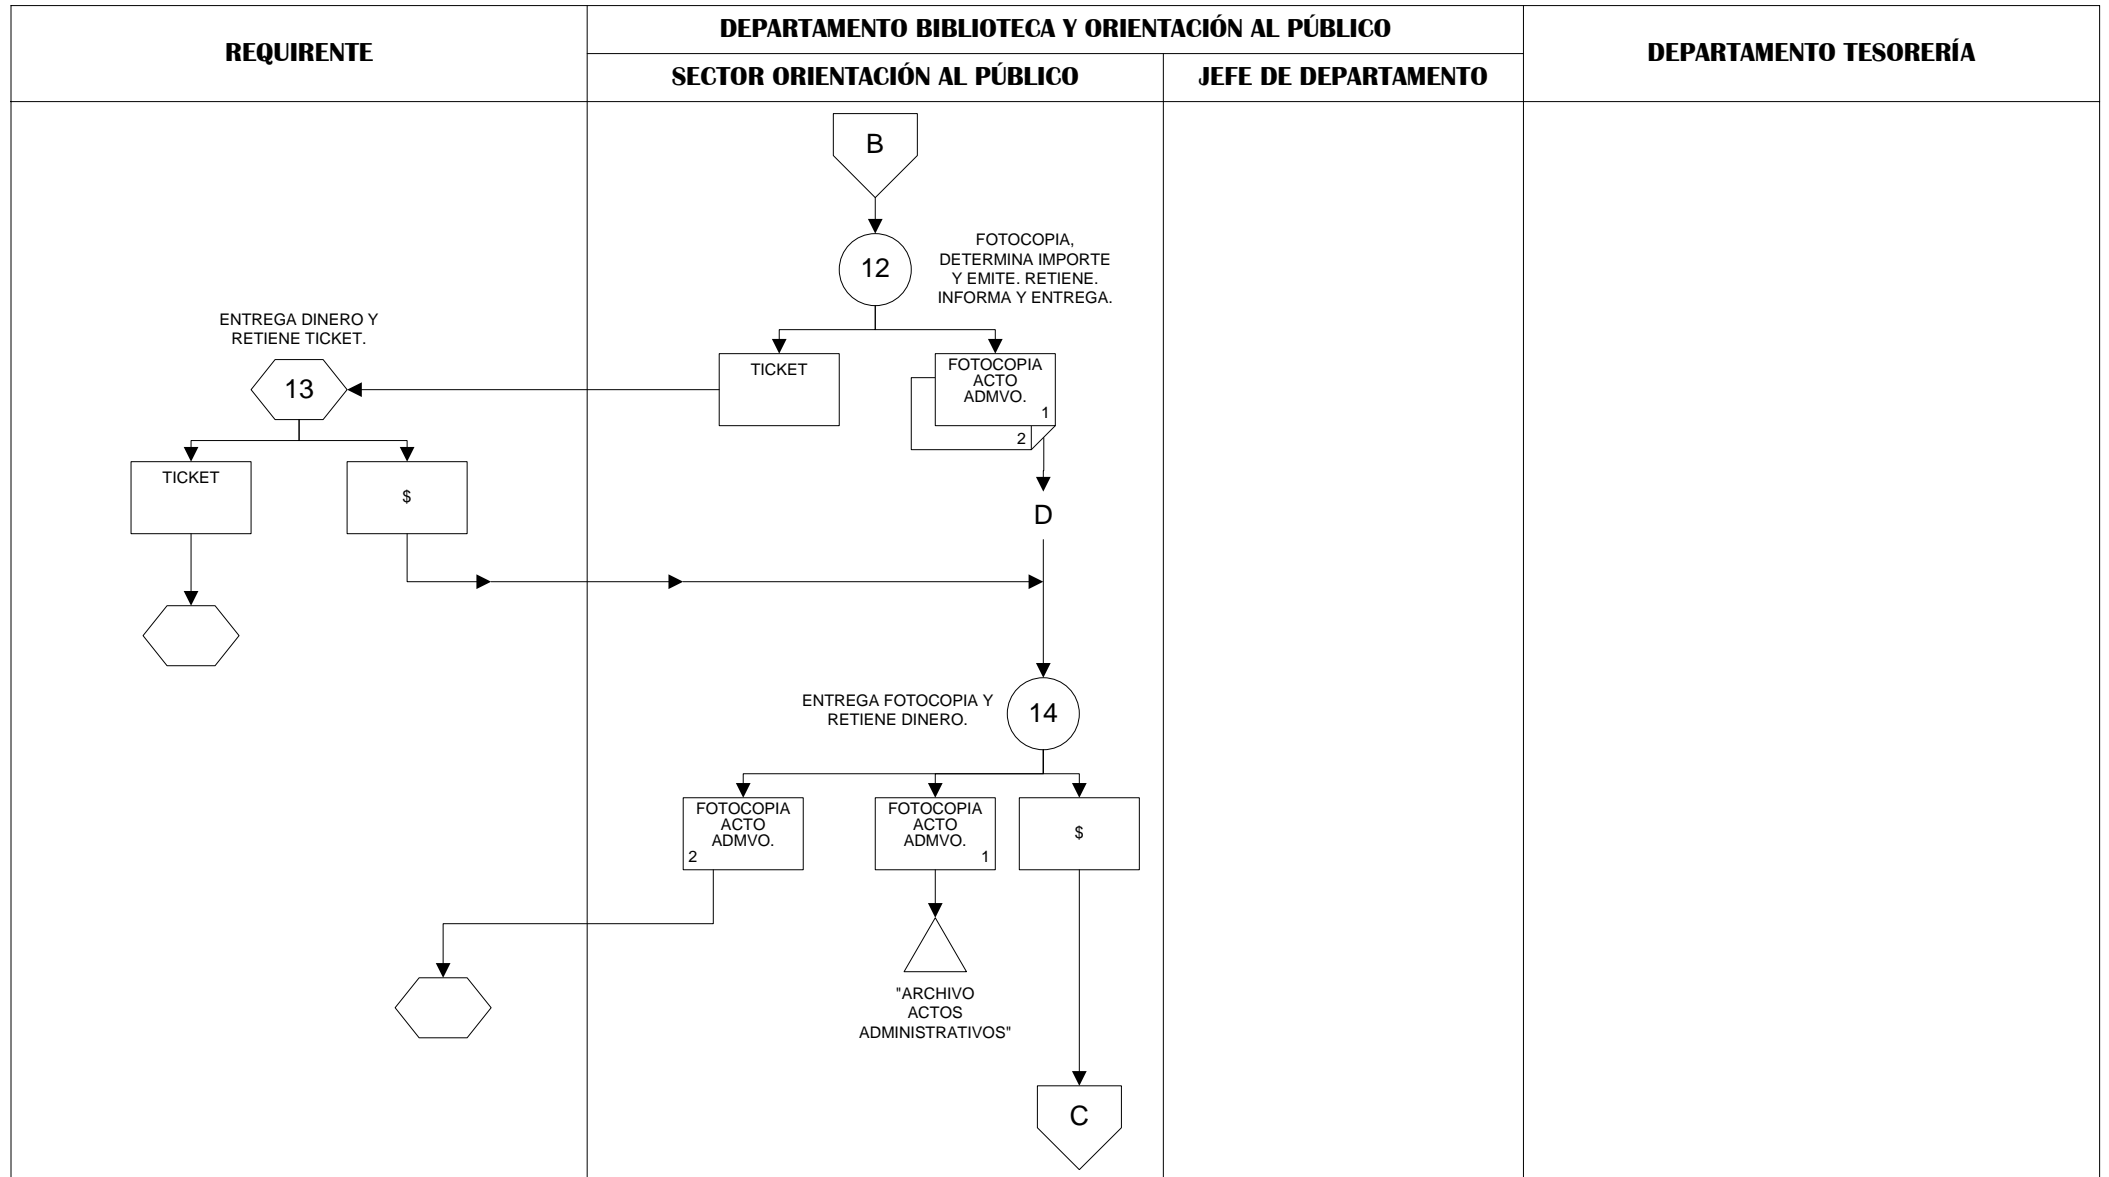 REQUIRENTE
DEPARTAMENTO BIBLIOTECA Y ORIENTACIÓN AL PÚBLICO
SECTOR ORIENTACIÓN AL PÚBLICO
JEFE DE DEPARTAMENTO
DEPARTAMENTO TESORERÍA
B
12
FOTOCOPIA,
DETERMINA IMPORTE
Y EMITE. RETIENE.
INFORMA Y ENTREGA.
ENTREGA DINERO Y
RETIENE TICKET.
13
TICKET
FOTOCOPIA
ACTO
ADMVO.
1
2
TICKET
$
D
ENTREGA FOTOCOPIA Y
RETIENE DINERO.
14
FOTOCOPIA
ACTO
ADMVO.
2
FOTOCOPIA
ACTO
ADMVO.
1
$
"ARCHIVO
ACTOS
ADMINISTRATIVOS"
C